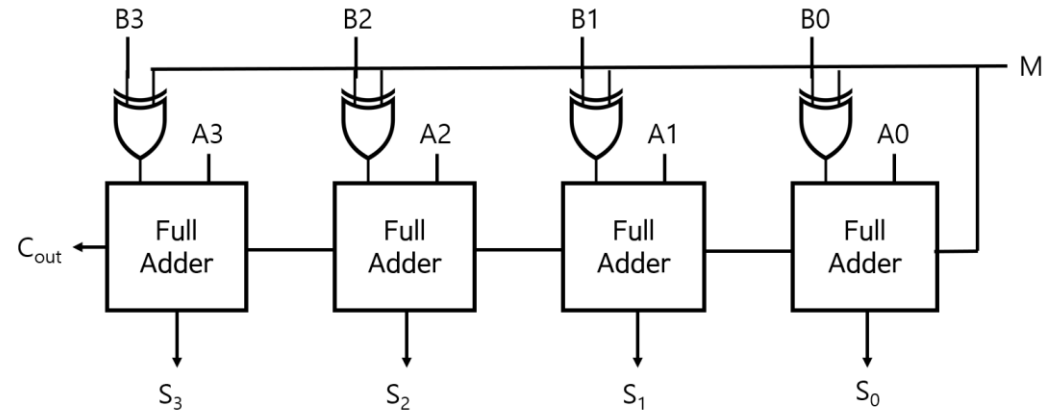 B3
B2
B1
B0
M
A3
A2
A1
A0
Full
Adder
Full
Adder
Full
Adder
Full
Adder
Cout
S3
S2
S1
S0